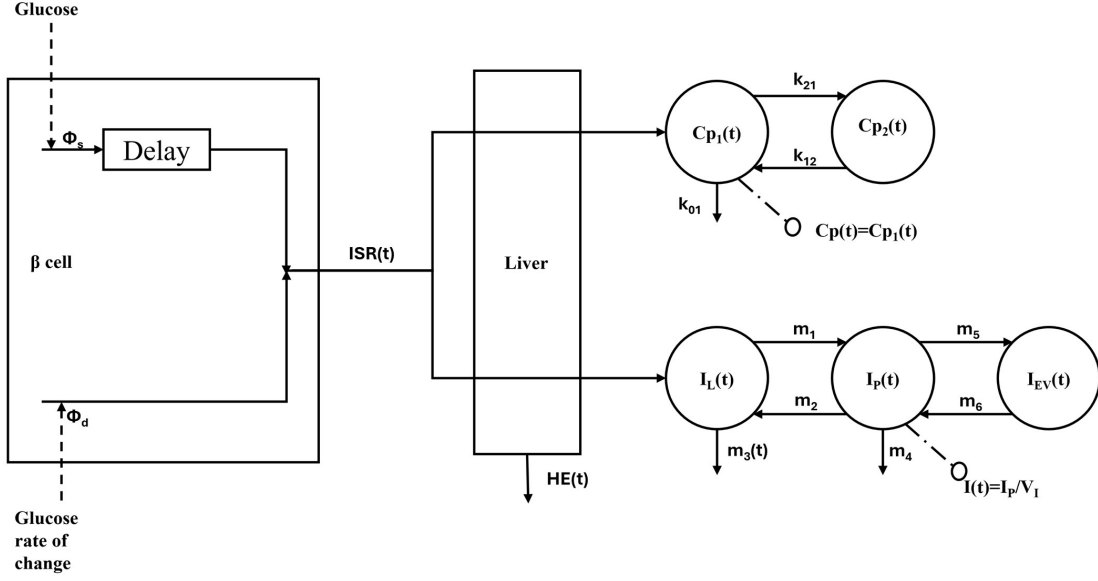 Glucose
Φs
Delay
β cell
ISR(t)
Φd
Glucose
rate of
change
Liver
HE(t)
k21
Cp1(t)
Cp2(t)
k12
k01
Cp(t)=Cp1(t)
m1
m5
IL(t)
IP(t)
IEV(t)
m2
m6
m3(t)
m4
I(t)=IP/VI